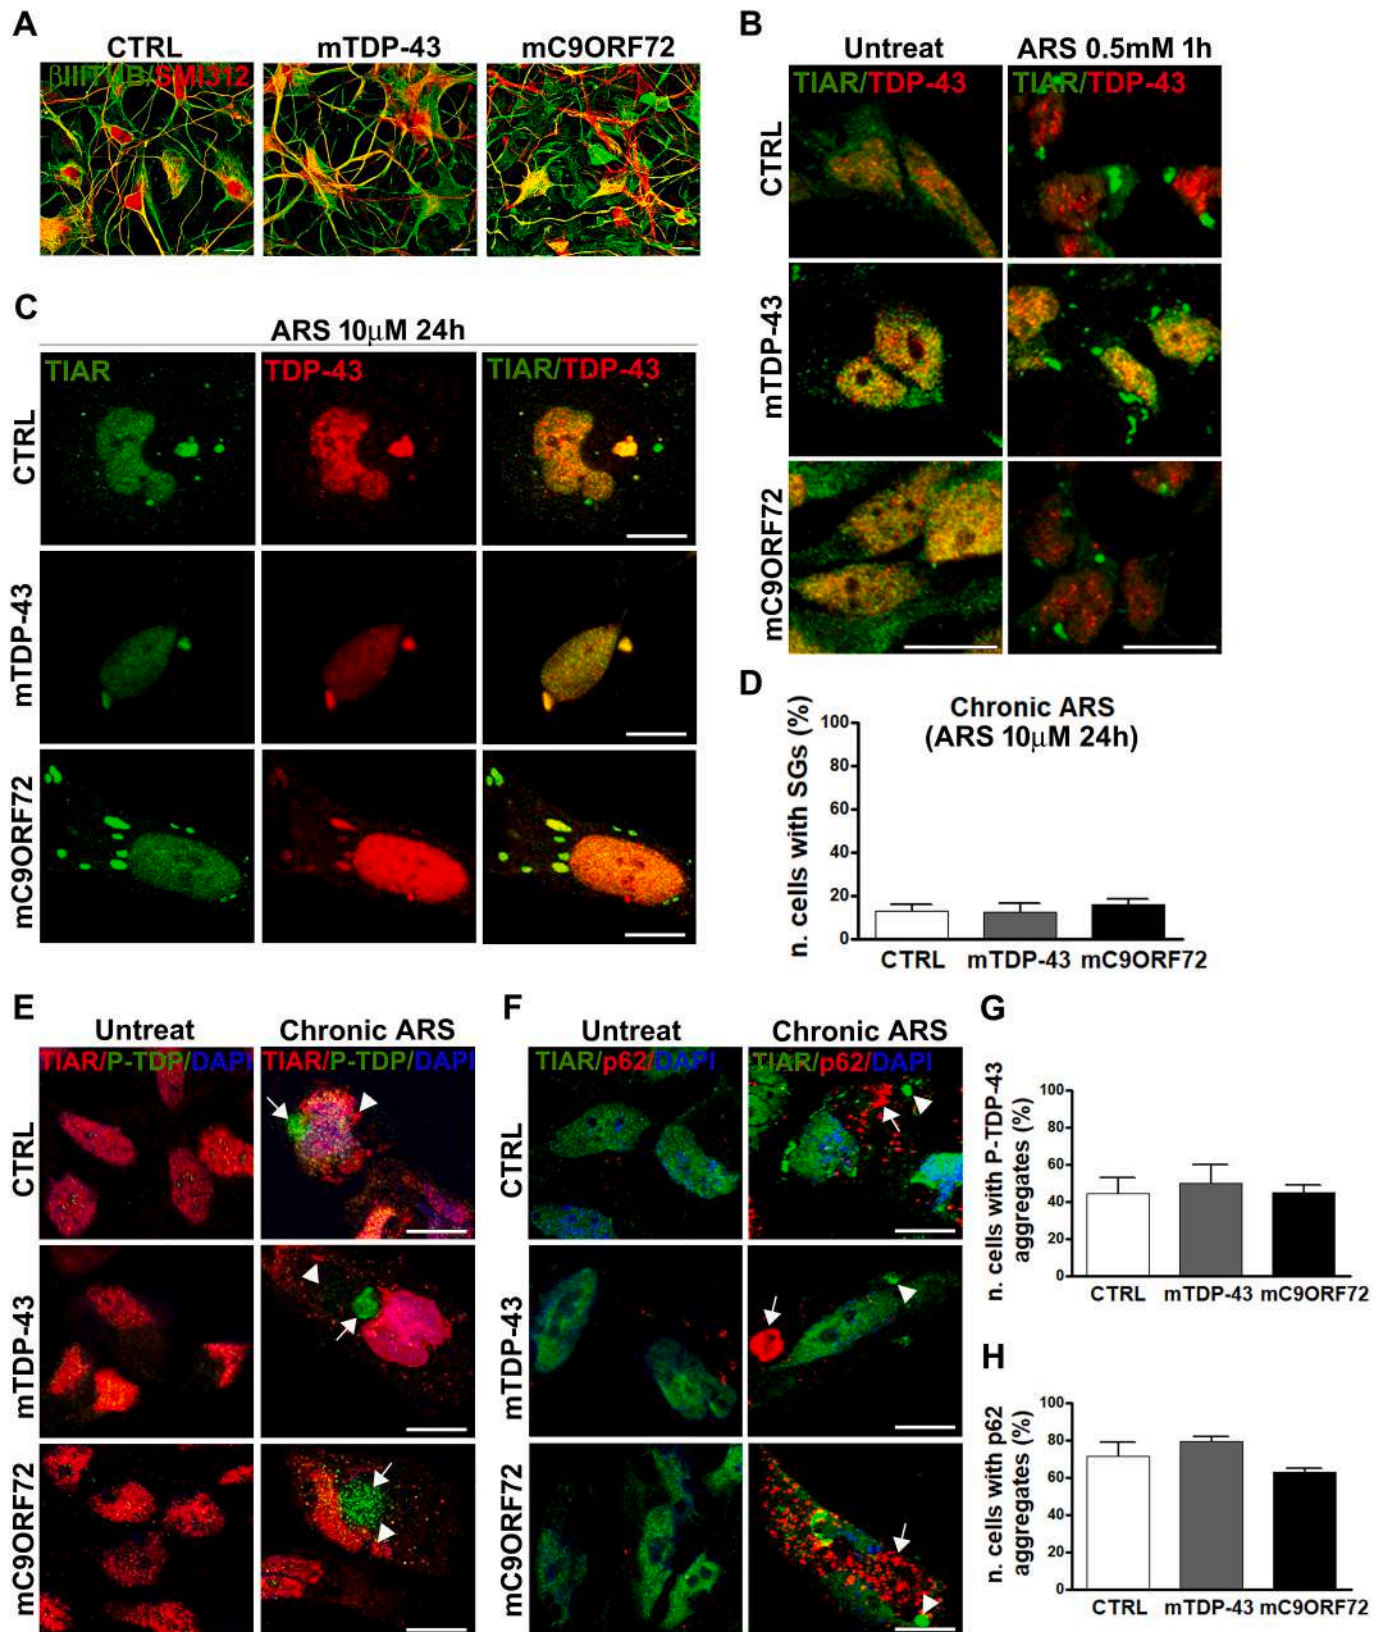 A
CTRL
mTDP-43
mC9ORF72
βIIITUB/SMI312
B
Untreat
ARS 0.5mM 1h
TIAR/TDP-43
TIAR/TDP-43
CTRL
mTDP-43
mC9ORF72
C
ARS 10μM 24h
TIAR
TDP-43
TIAR/TDP-43
CTRL
mTDP-43
mC9ORF72
D
Chronic ARS
(ARS 10μM 24h)
n. cells with SGs (%)
100
80
60
40
20
0
CTRL
mTDP-43
mC9ORF72
E
Untreat
Chronic ARS
TIAR/P-TDP/DAPI
TIAR/P-TDP/DAPI
CTRL
mTDP-43
mC9ORF72
F
Untreat
Chronic ARS
TIAR/p62/DAPI
TIAR/p62/DAPI
CTRL
mTDP-43
mC9ORF72
G
n. cells with P-TDP-43
aggregates (%)
100
80
60
40
20
0
CTRL
mTDP-43
mC9ORF72
H
n. cells with p62
aggregates (%)
100
80
60
40
20
0
CTRL
mTDP-43
mC9ORF72